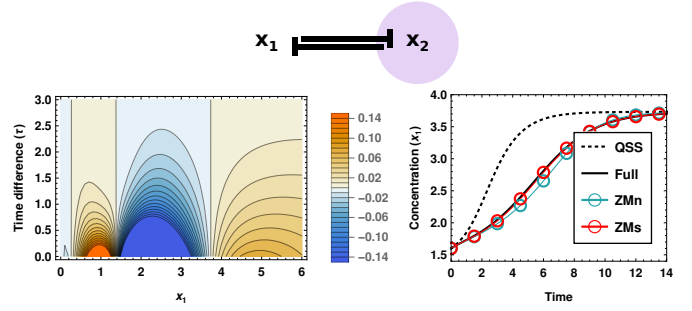 x1 x2
3.0
2.5
2.0
1.5
1.0
0.5
0.0
Time difference (τ)
0 1 2 3 4 5 6
x1
0.14
0.10
0.06
0.02
−0.02
−0.06
−0.10
−0.14
4.0
3.5
3.0
2.5
2.0
1.5
Concentration (x1)
QSS
Full
ZMn
ZMs
0 2 4 6 8 10 12 14
Time